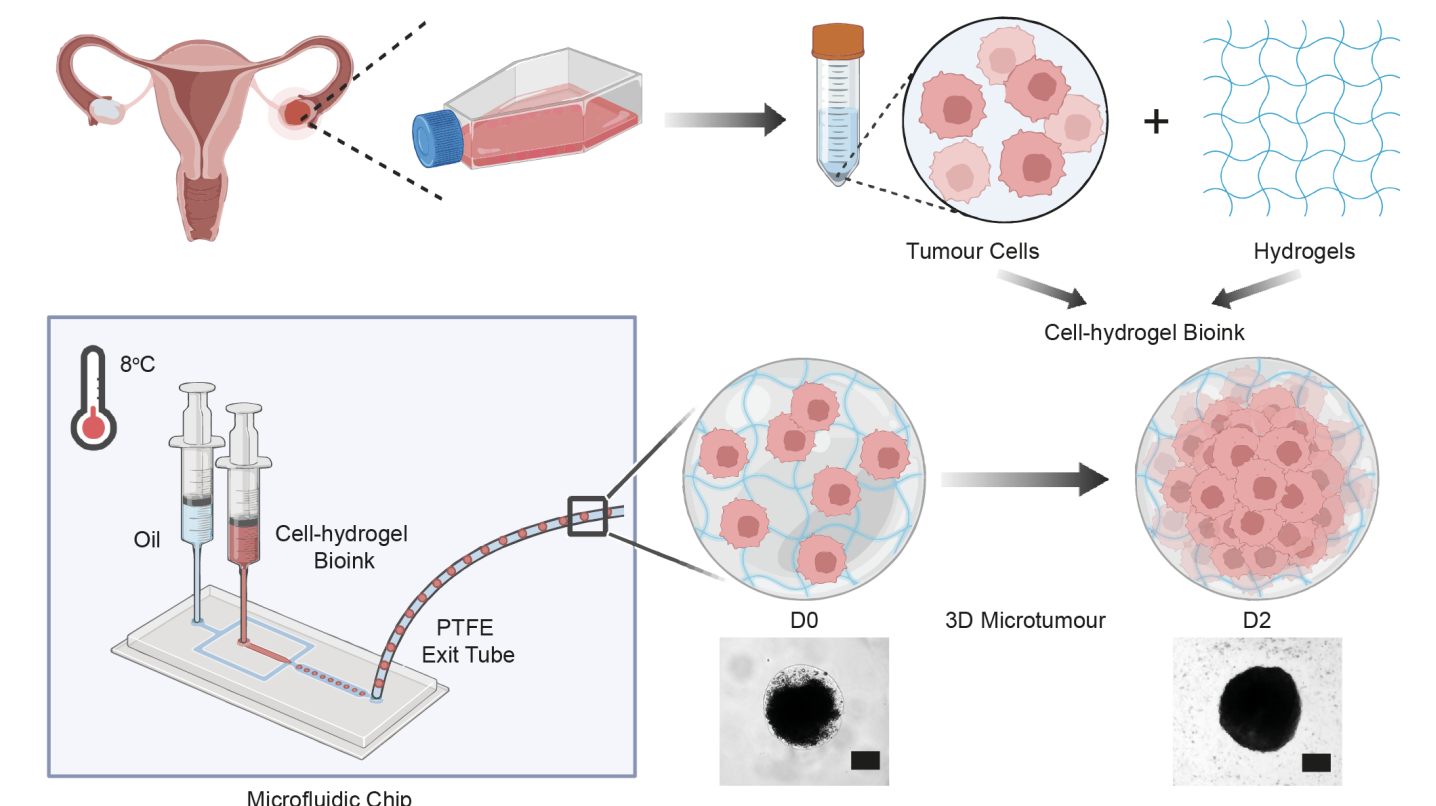 +
Tumour Cells
Hydrogels
Cell-hydrogel Bioink
8°C
Oil
Cell-hydrogel
Bioink
PTFE
Exit Tube
D0
3D Microtumour
D2
Microfluidic Chip